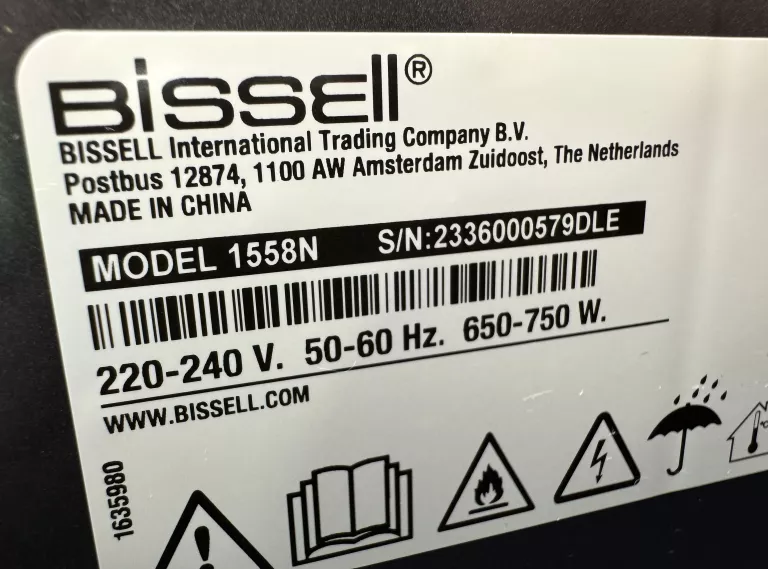 BISSELL®
BISSELL International Trading Company B.V.
Postbus 12874, 1100 AW Amsterdam Zuidoost, The Netherlands
MADE IN CHINA
MODEL 1558N S/N:2336000579DLE
220-240 V. 50-60 Hz. 650-750 W.
WWW.BISSELL.COM
1635980